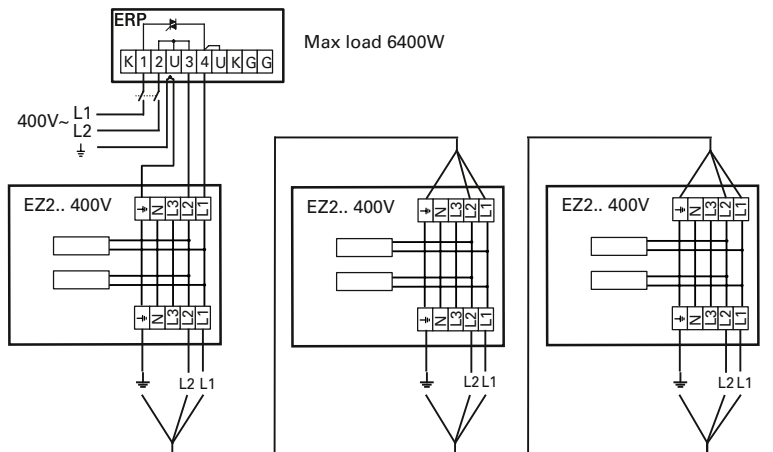 ERP
Max load 6400W
K 1 2 U 3 4 U K G G
400V~ L1
L2
EZ2.. 400V
⏚ N L3 L2 L1
⏚ N L3 L2 L1
L2 L1
EZ2.. 400V
⏚ N L3 L2 L1
⏚ N L3 L2 L1
L2 L1
EZ2.. 400V
⏚ N L3 L2 L1
⏚ N L3 L2 L1
L2 L1